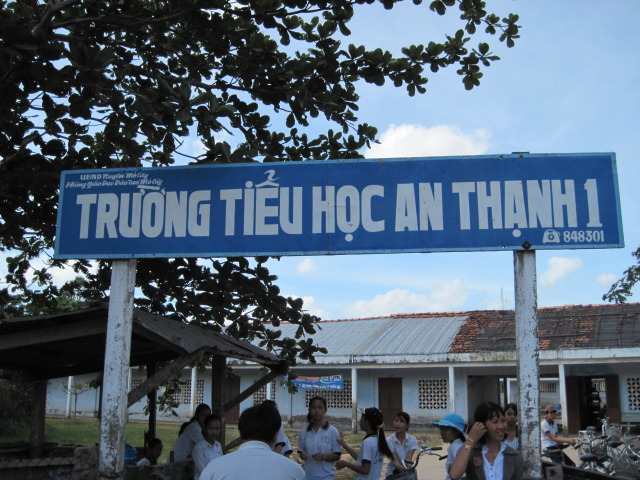 UBND Huyện Mỏ Cày
Phòng Giáo Dục Đào Tạo Mỏ Cày
TRƯỜNG TIỂU HỌC AN THẠNH 1
848301